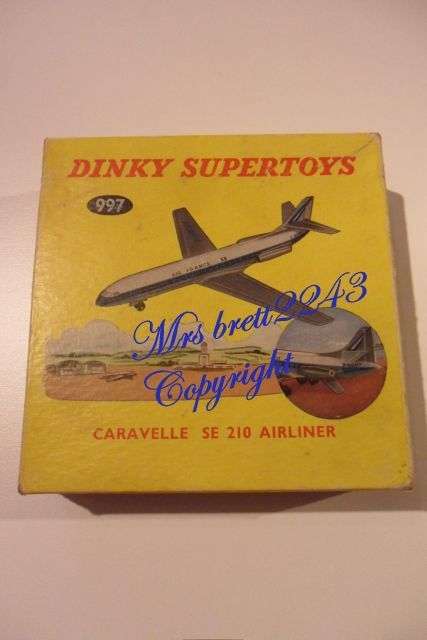 DINKY SUPERTOYS
997
AIR FRANCE
Mrs brett2243
Copyright
CARAVELLE SE 210 AIRLINER